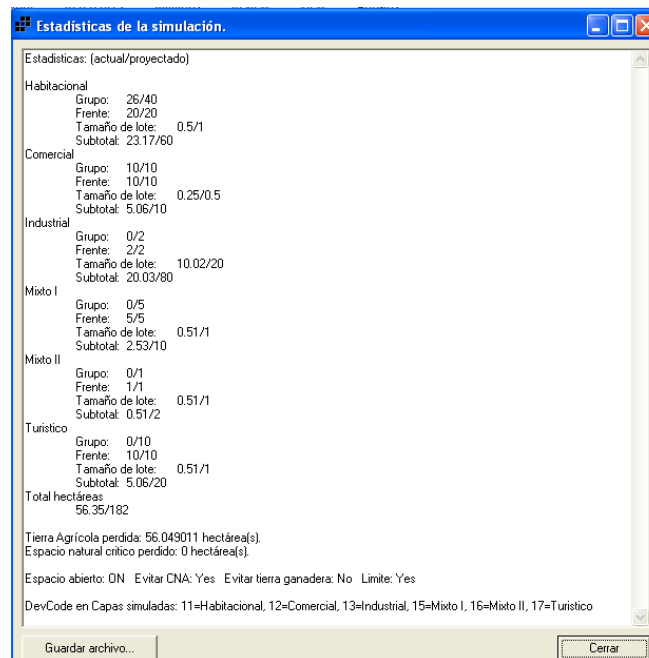 Estadísticas de la simulación.
Estadisticas: (actual/proyectado)
Habitacional
Grupo: 26/40
Frente: 20/20
Tamaño de lote: 0.5/1
Subtotal: 23.17/60
Comercial
Grupo: 10/10
Frente: 10/10
Tamaño de lote: 0.25/0.5
Subtotal: 5.06/10
Industrial
Grupo: 0/2
Frente: 2/2
Tamaño de lote: 10.02/20
Subtotal: 20.03/80
Mixto I
Grupo: 0/5
Frente: 5/5
Tamaño de lote: 0.51/1
Subtotal: 2.53/10
Mixto II
Grupo: 0/1
Frente: 1/1
Tamaño de lote: 0.51/1
Subtotal: 0.51/2
Turistico
Grupo: 0/10
Frente: 10/10
Tamaño de lote: 0.51/1
Subtotal: 5.06/20
Total hectáreas
56.35/182
Tierra Agrícola perdida: 56.049011 hectárea(s).
Espacio natural critico perdido: 0 hectárea(s).
Espacio abierto: ON Evitar CNA: Yes Evitar tierra ganadera: No Limite: Yes
DevCode en Capas simuladas: 11=Habitacional, 12=Comercial, 13=Industrial, 15=Mixto I, 16=Mixto II, 17=Turistico
Guardar archivo... Cerrar